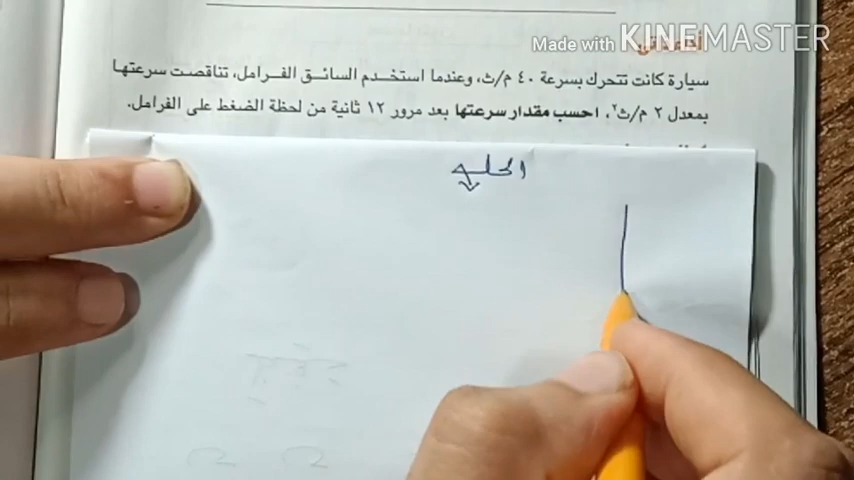 Made with KINEMASTER
سيارة كانت تتحرك بسرعة ٤٠ م/ث، وعندما استخدم السائق الفرامل، تناقصت سرعتها
بمعدل ٢ م/ث٢، احسب مقدار سرعتها بعد مرور ١٢ ثانية من لحظة الضغط على الفرامل.
الحل